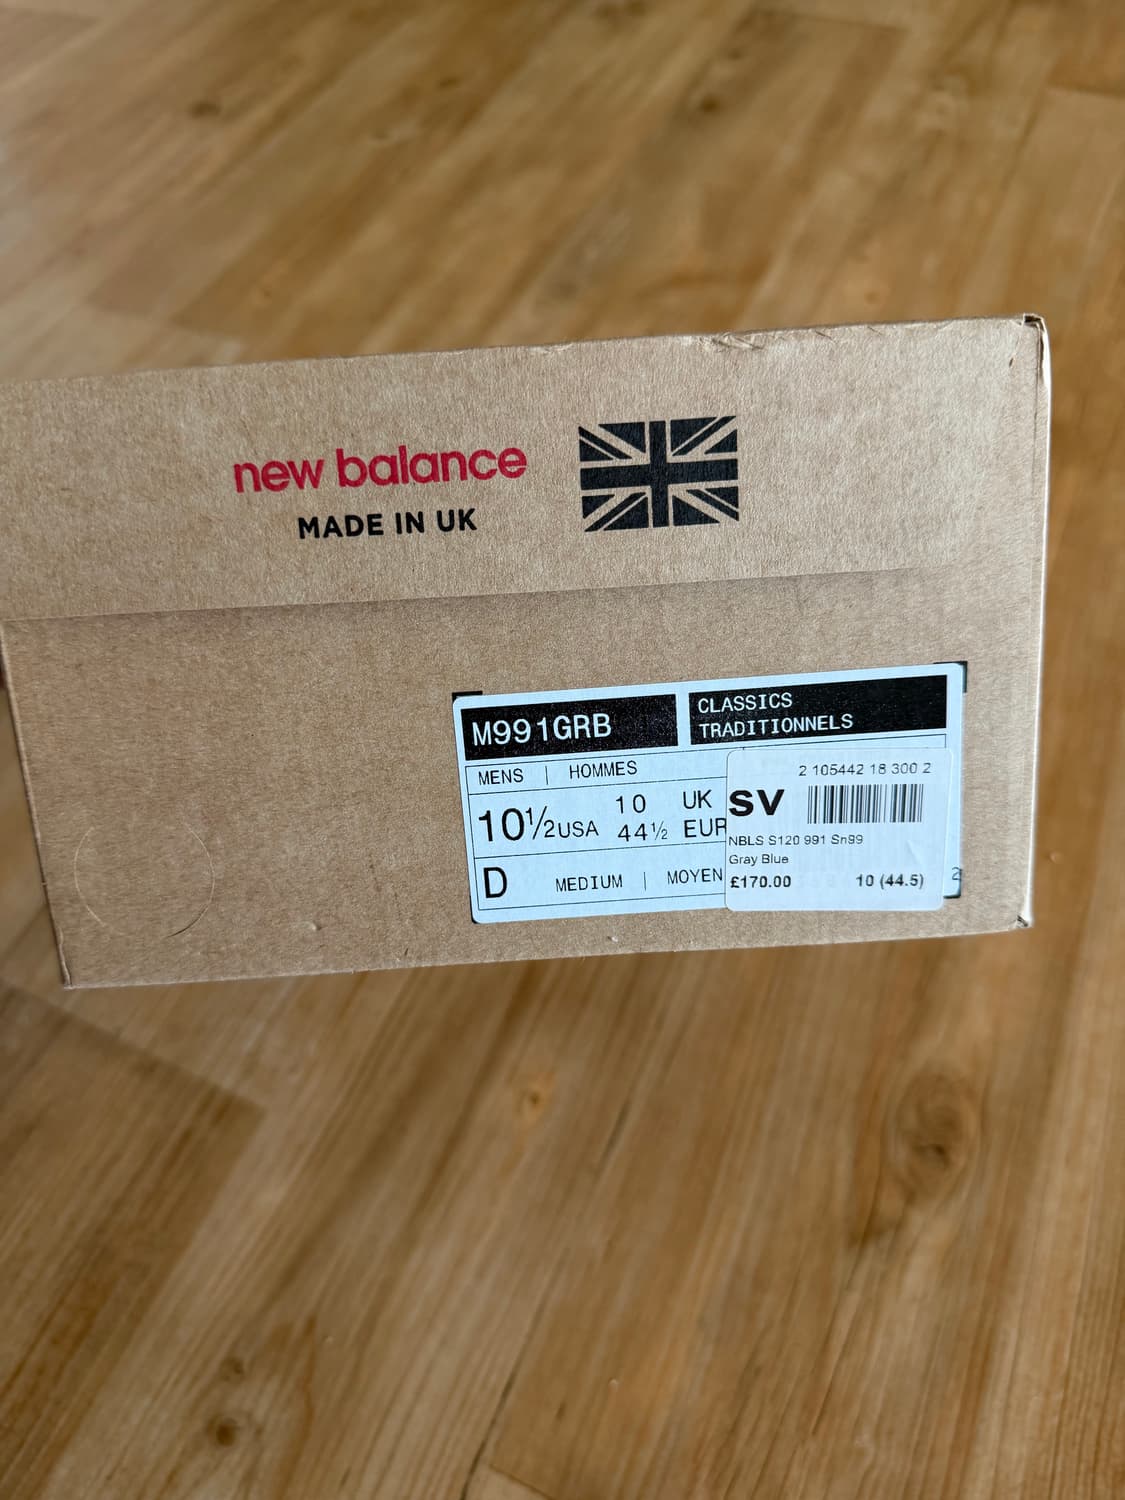 new balance
MADE IN UK
M991GRB
CLASSICS
TRADITIONNELS
MENS | HOMMES
10½USA 10 UK
44½ EUR
D MEDIUM | MOYEN
2 105442 18 300 2
SV
NBLS S120 991 Sn99
Gray Blue
£170.00 10 (44.5)